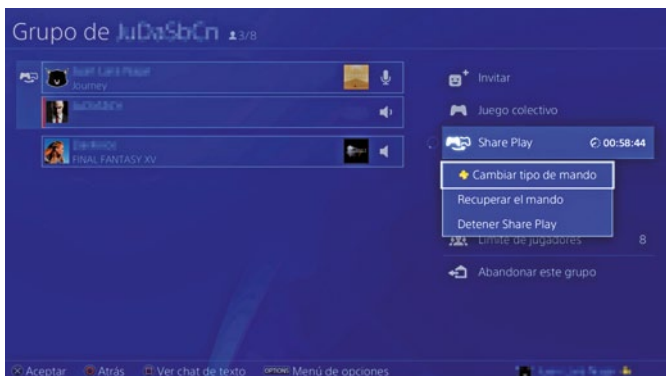 Grupo de JuDaSbCn 3/8
Journey
FINAL FANTASY XV
Invitar
Juego colectivo
Share Play 00:58:44
Cambiar tipo de mando
Recuperar el mando
Detener Share Play
Límite de jugadores 8
Abandonar este grupo
Aceptar Atrás Ver chat de texto OPTIONS Menú de opciones